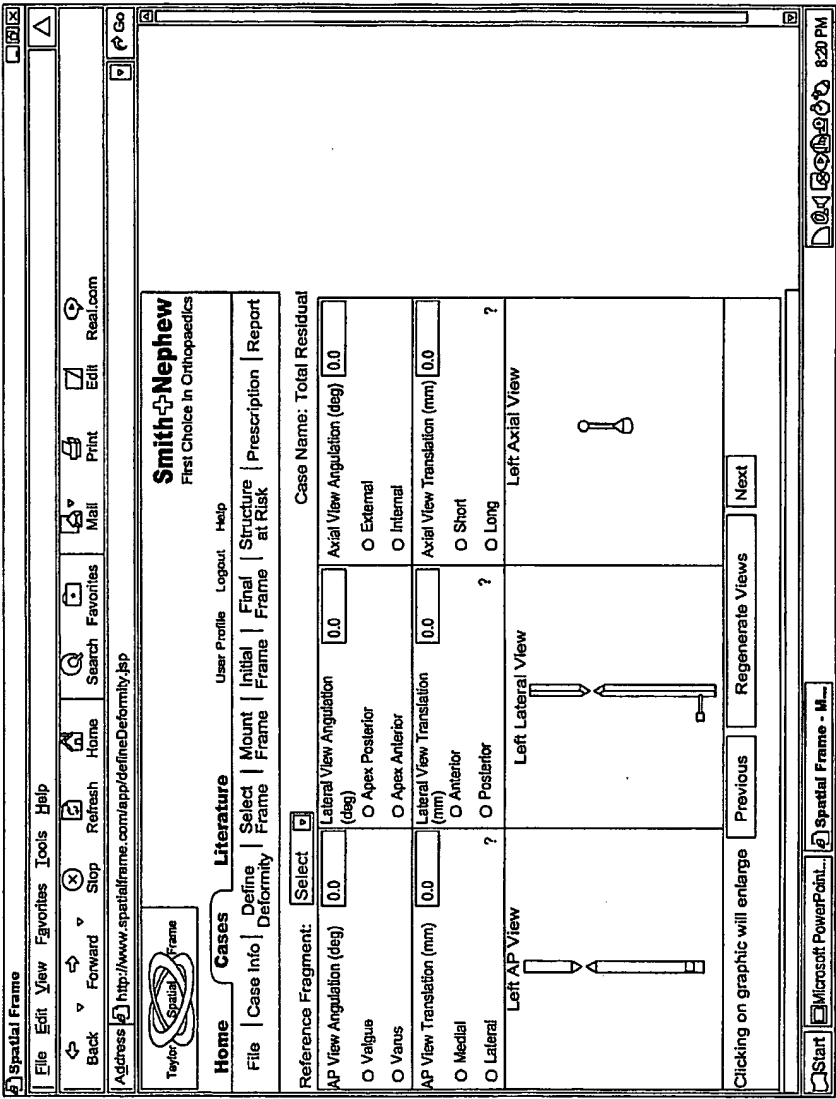 Spatial Frame
File Edit View Favorites Tools Help
Back Forward Stop Refresh Home Search Favorites Mail Print Edit Real.com
Address http://www.spatialframe.com/app/defineDeformity.jsp Go
Taylor Spatial Frame
Smith+Nephew
First Choice In Orthopaedics
Home Cases Literature User Profile Logout Help
File | Case Info | Define Deformity | Select Frame | Mount Frame | Initial Frame | Final Frame | Structure at Risk | Prescription | Report
Reference Fragment: Select Case Name: Total Residual
AP View Angulation (deg) 0.0
Valgue
Varus
Lateral View Angulation (deg) 0.0
Apex Posterior
Apex Anterior
Axial View Angulation (deg) 0.0
External
Internal
AP View Translation (mm) 0.0
Medial
Lateral ?
Lateral View Translation (mm) 0.0
Anterior
Posterior ?
Axial View Translation (mm) 0.0
Short
Long ?
Left AP View
Left Lateral View
Left Axial View
Clicking on graphic will enlarge Previous Regenerate Views Next
Start Microsoft PowerPoint... Spatial Frame - M... 8:20 PM